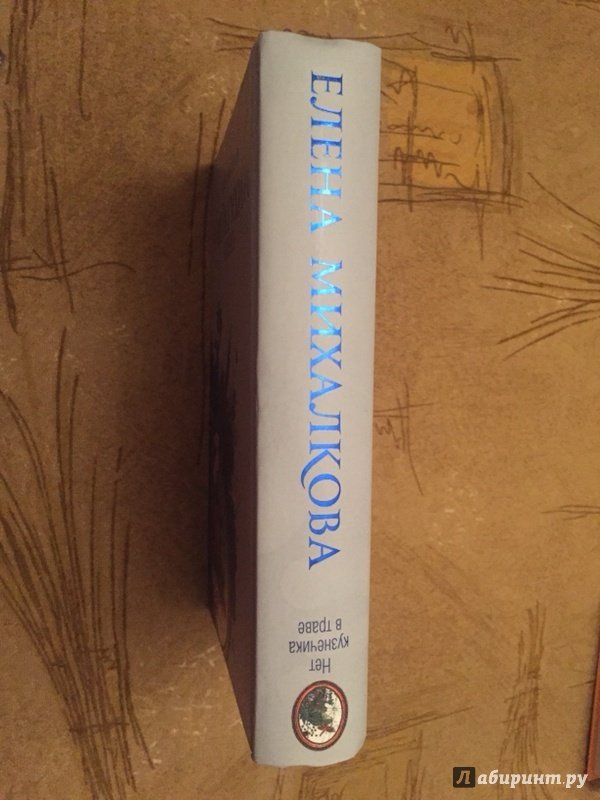 ЕЛЕНА МИХАЛКОВА
Нет
кузнечика
в траве
Лабиринт.ру